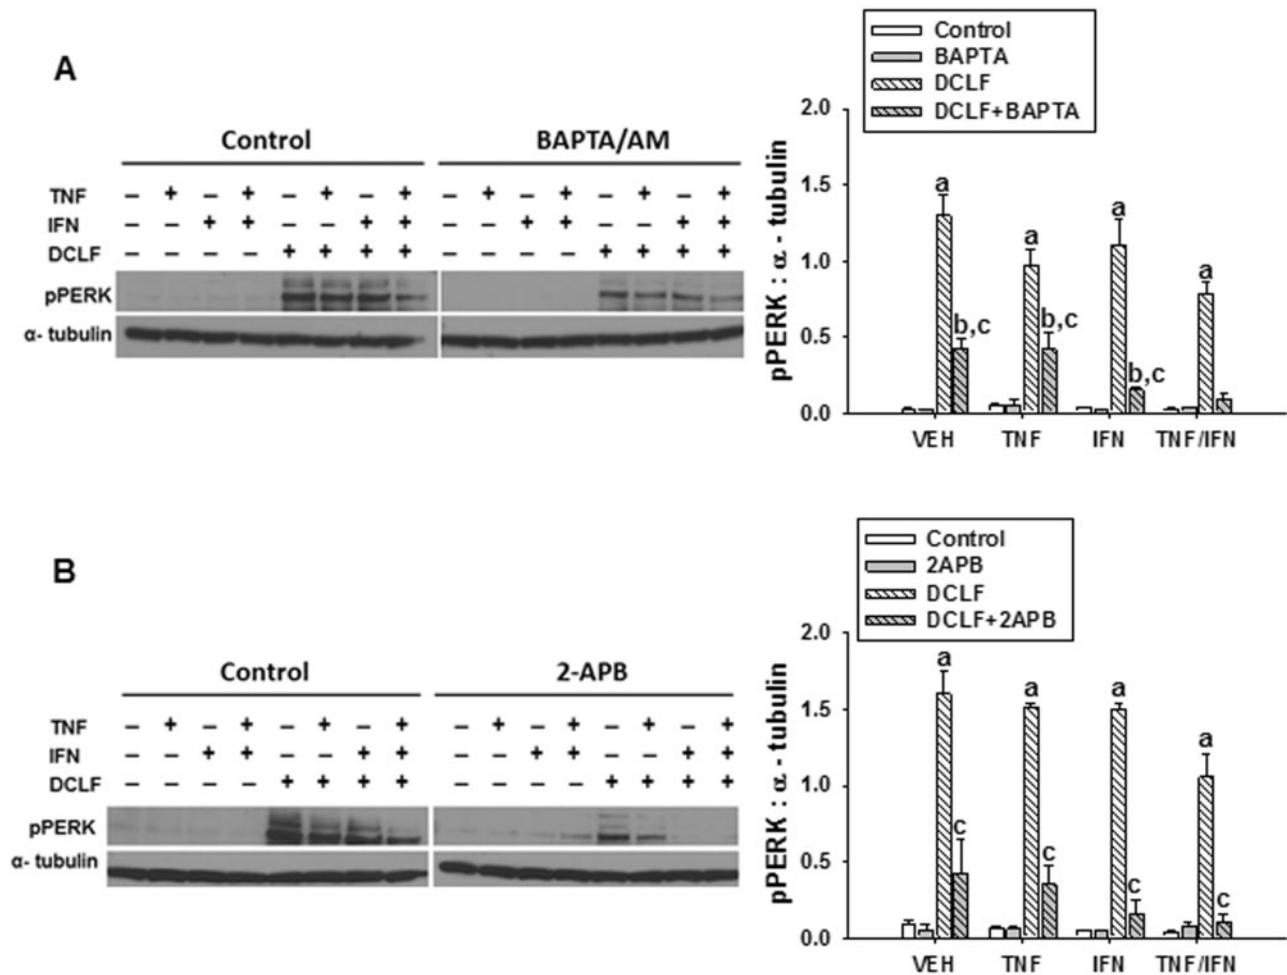 A
Control BAPTA/AM
TNF – + – + – + – + – + – + – + – +
IFN – – + + – – + + – – + + – – + +
DCLF – – – – + + + + – – – – + + + +
pPERK
α- tubulin
Control
BAPTA
DCLF
DCLF+BAPTA
pPERK : α - tubulin
2.0
1.5
1.0
0.5
0.0
a a a a
b,c b,c b,c
VEH TNF IFN TNF/IFN
B
Control 2-APB
TNF – + – + – + – + – + – + – + – +
IFN – – + + – – + + – – + + – – + +
DCLF – – – – + + + + – – – – + + + +
pPERK
α- tubulin
Control
2APB
DCLF
DCLF+2APB
pPERK : α - tubulin
2.0
1.5
1.0
0.5
0.0
a a a a
c c c c
VEH TNF IFN TNF/IFN